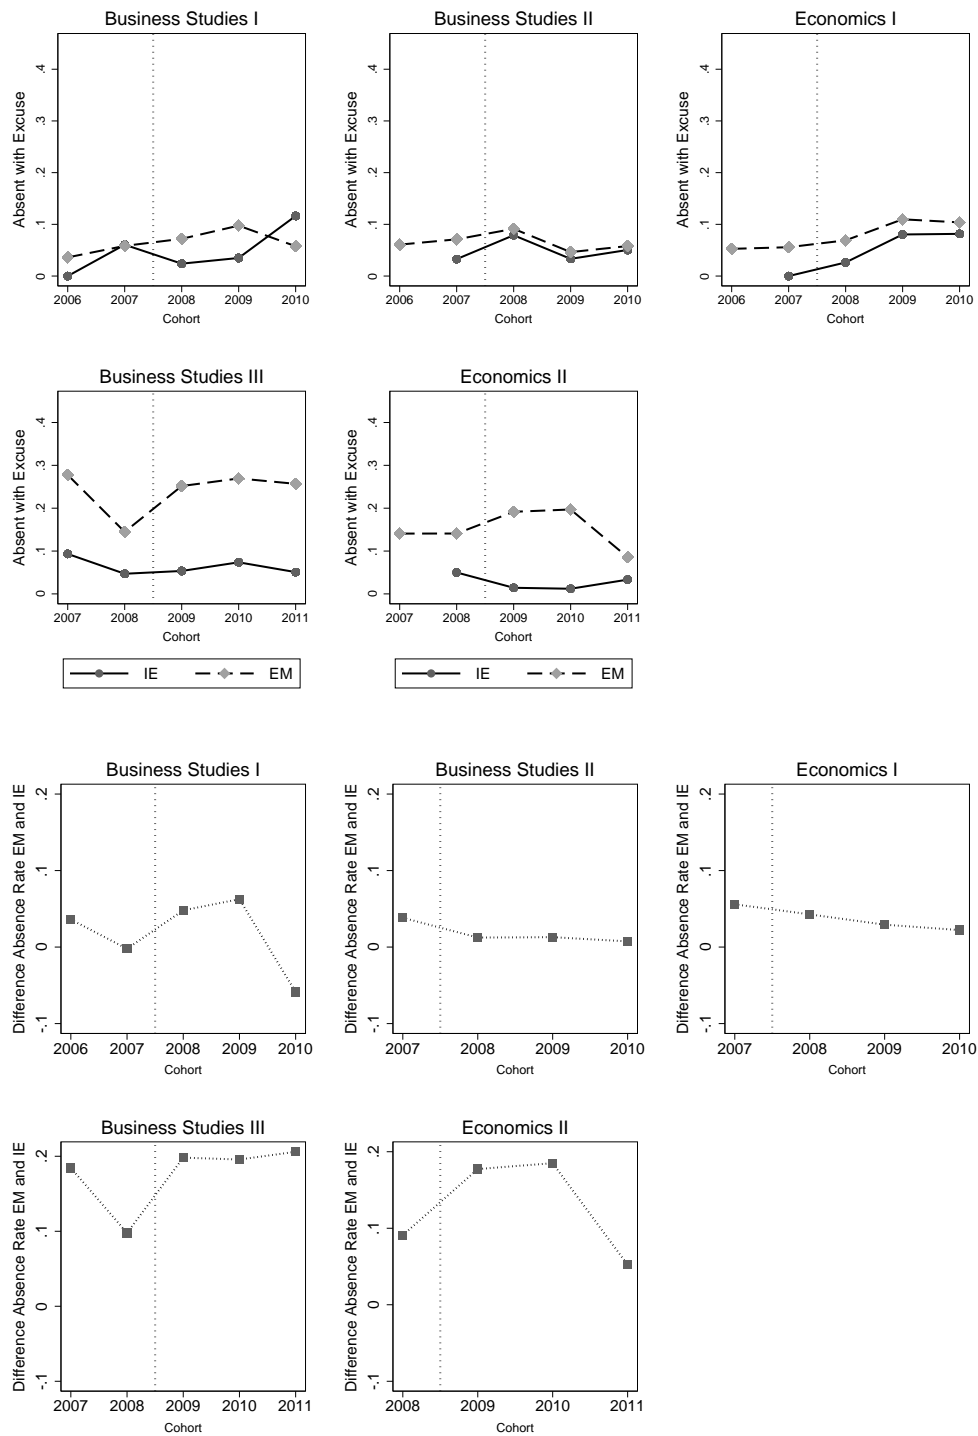 Business Studies I
Absent with Excuse
0 .1 .2 .3 .4
2006 2007 2008 2009 2010
Cohort
Business Studies II
Absent with Excuse
0 .1 .2 .3 .4
2006 2007 2008 2009 2010
Cohort
Economics I
Absent with Excuse
0 .1 .2 .3 .4
2006 2007 2008 2009 2010
Cohort
Business Studies III
Absent with Excuse
0 .1 .2 .3 .4
2007 2008 2009 2010 2011
Cohort
IE EM
Economics II
Absent with Excuse
0 .1 .2 .3 .4
2007 2008 2009 2010 2011
Cohort
IE EM
Business Studies I
Difference Absence Rate EM and IE
-.1 0 .1 .2
2006 2007 2008 2009 2010
Cohort
Business Studies II
Difference Absence Rate EM and IE
-.1 0 .1 .2
2007 2008 2009 2010
Cohort
Economics I
Difference Absence Rate EM and IE
-.1 0 .1 .2
2007 2008 2009 2010
Cohort
Business Studies III
Difference Absence Rate EM and IE
-.1 0 .1 .2
2007 2008 2009 2010 2011
Cohort
Economics II
Difference Absence Rate EM and IE
-.1 0 .1 .2
2008 2009 2010 2011
Cohort